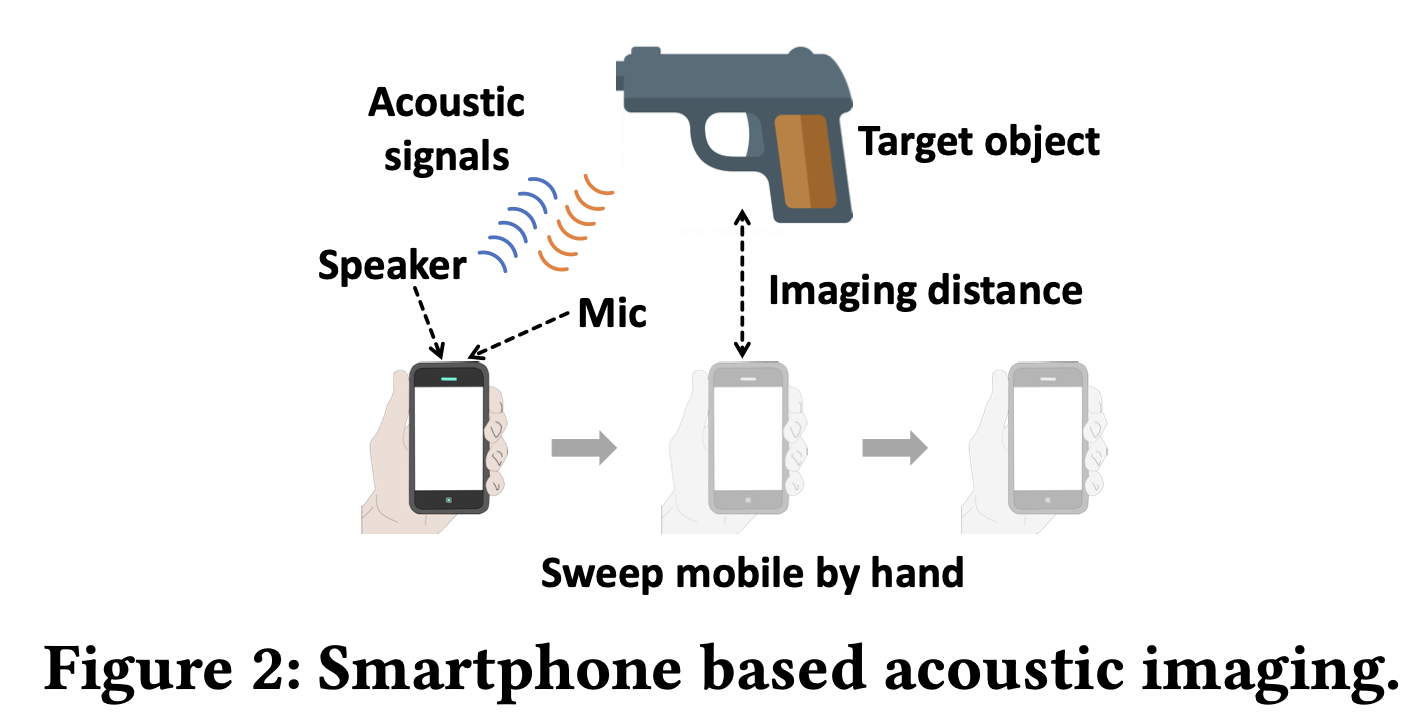 Acoustic
signals
Target object
Speaker
Imaging distance
Mic
Sweep mobile by hand
Figure 2: Smartphone based acoustic imaging.